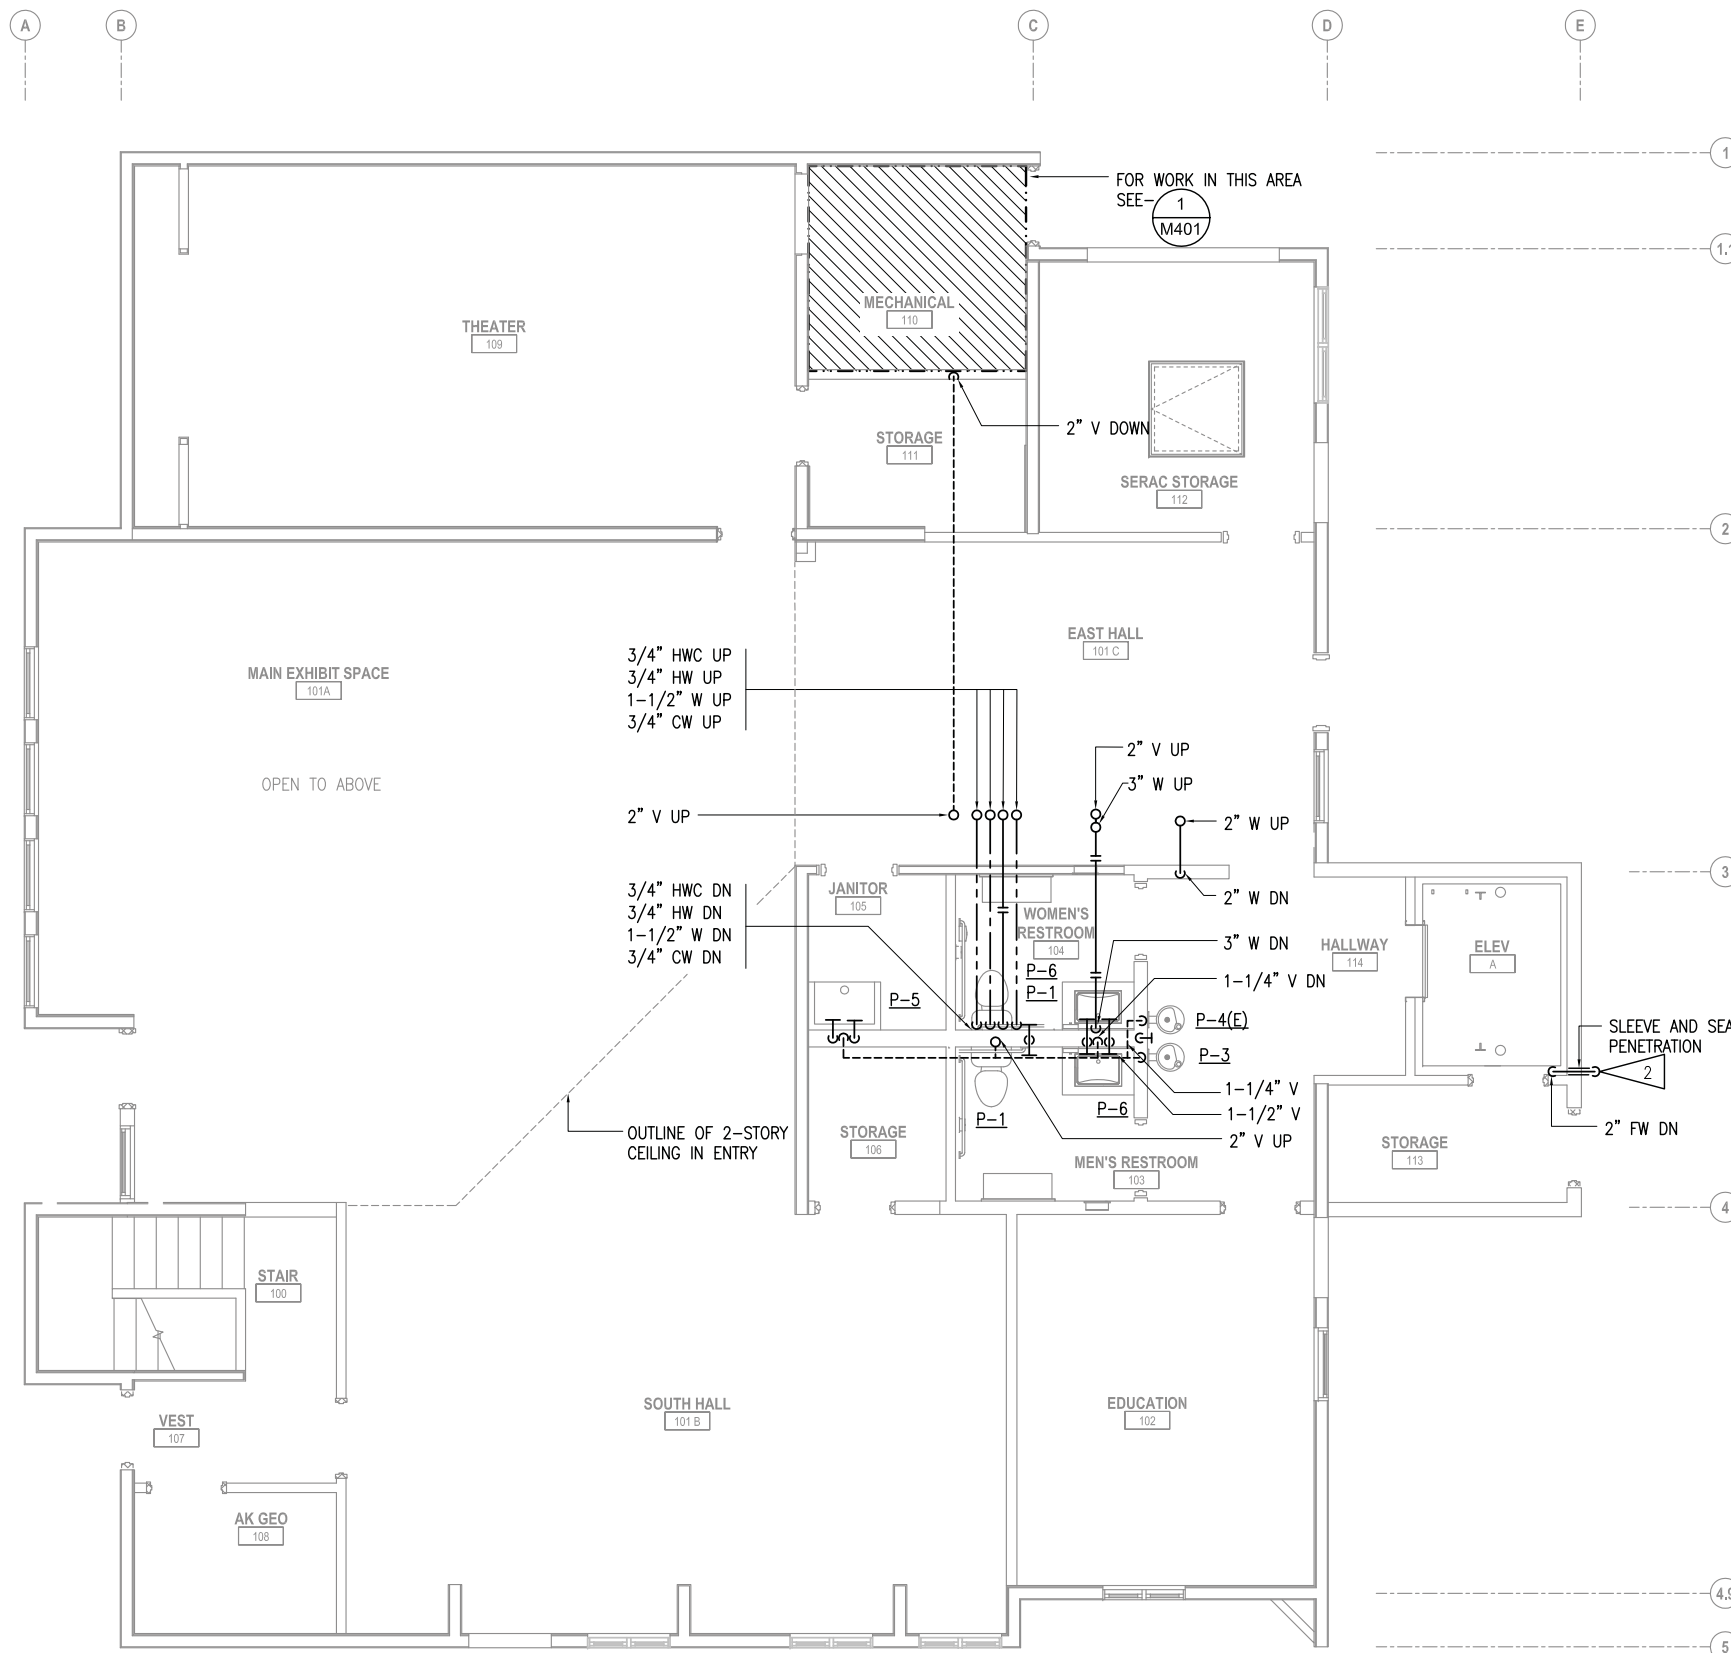 A
B
C
D
E
1
FOR WORK IN THIS AREA
SEE-
1
M401
1.
MECHANICAL
110
THEATER
109
2" V DOWN
STORAGE
111
SERAC STORAGE
112
2
EAST HALL
101 C
3/4" HWC UP
3/4" HW UP
1-1/2" W UP
3/4" CW UP
MAIN EXHIBIT SPACE
101A
OPEN TO ABOVE
2" V UP
3" W UP
2" V UP
2" W UP
3
JANITOR
105
3/4" HWC DN
3/4" HW DN
1-1/2" W DN
3/4" CW DN
2" W DN
WOMEN'S
RESTROOM
104
3" W DN
HALLWAY
114
ELEV
A
P-6
P-1
1-1/4" V DN
P-5
P-4(E)
SLEEVE AND SEA
PENETRATION
P-3
2
1-1/4" V
P-6
1-1/2" V
P-1
2" FW DN
OUTLINE OF 2-STORY
CEILING IN ENTRY
STORAGE
106
2" V UP
STORAGE
113
MEN'S RESTROOM
103
4
STAIR
100
SOUTH HALL
101 B
EDUCATION
102
VEST
107
AK GEO
108
4.9
5